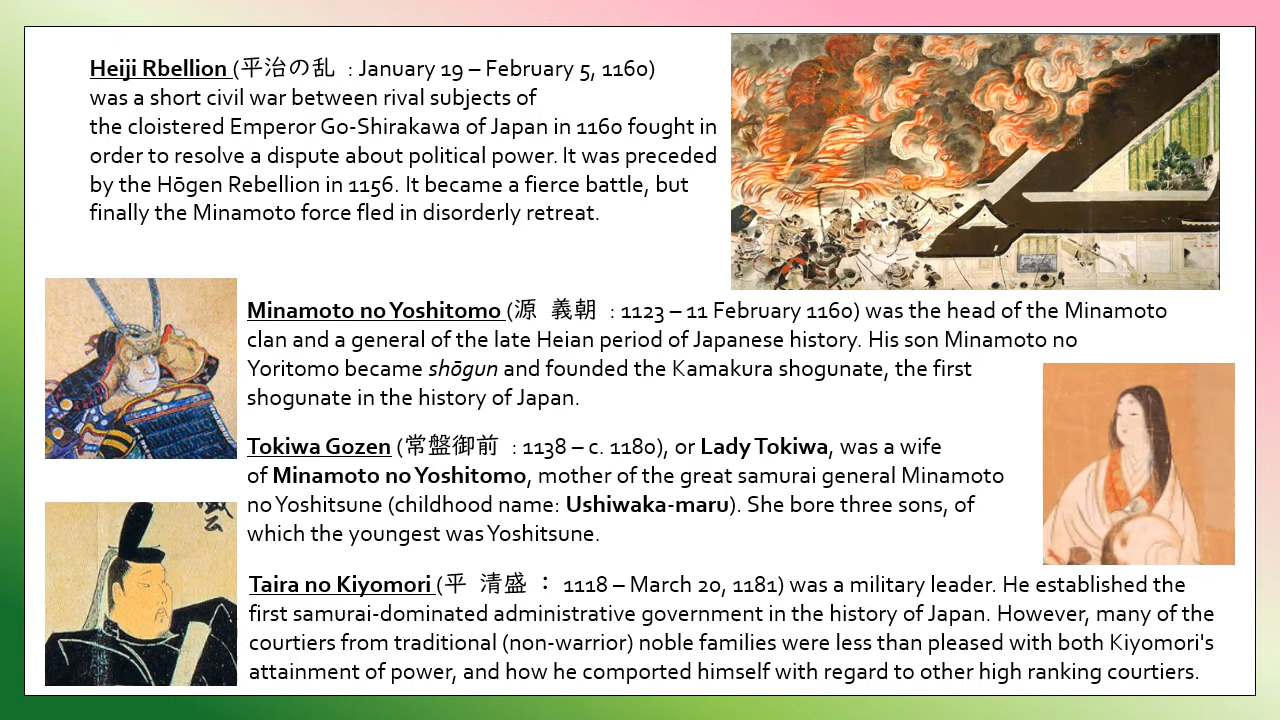 Heiji Rbellion (平治の乱 : January 19 – February 5, 1160)
was a short civil war between rival subjects of
the cloistered Emperor Go-Shirakawa of Japan in 1160 fought in
order to resolve a dispute about political power. It was preceded
by the Hōgen Rebellion in 1156. It became a fierce battle, but
finally the Minamoto force fled in disorderly retreat.
Minamoto no Yoshitomo (源 義朝 : 1123 – 11 February 1160) was the head of the Minamoto
clan and a general of the late Heian period of Japanese history. His son Minamoto no
Yoritomo became shōgun and founded the Kamakura shogunate, the first
shogunate in the history of Japan.
Tokiwa Gozen (常盤御前 : 1138 – c. 1180), or Lady Tokiwa, was a wife
of Minamoto no Yoshitomo, mother of the great samurai general Minamoto
no Yoshitsune (childhood name: Ushiwaka-maru). She bore three sons, of
which the youngest was Yoshitsune.
Taira no Kiyomori (平 清盛 : 1118 – March 20, 1181) was a military leader. He established the
first samurai-dominated administrative government in the history of Japan. However, many of the
courtiers from traditional (non-warrior) noble families were less than pleased with both Kiyomori's
attainment of power, and how he comported himself with regard to other high ranking courtiers.